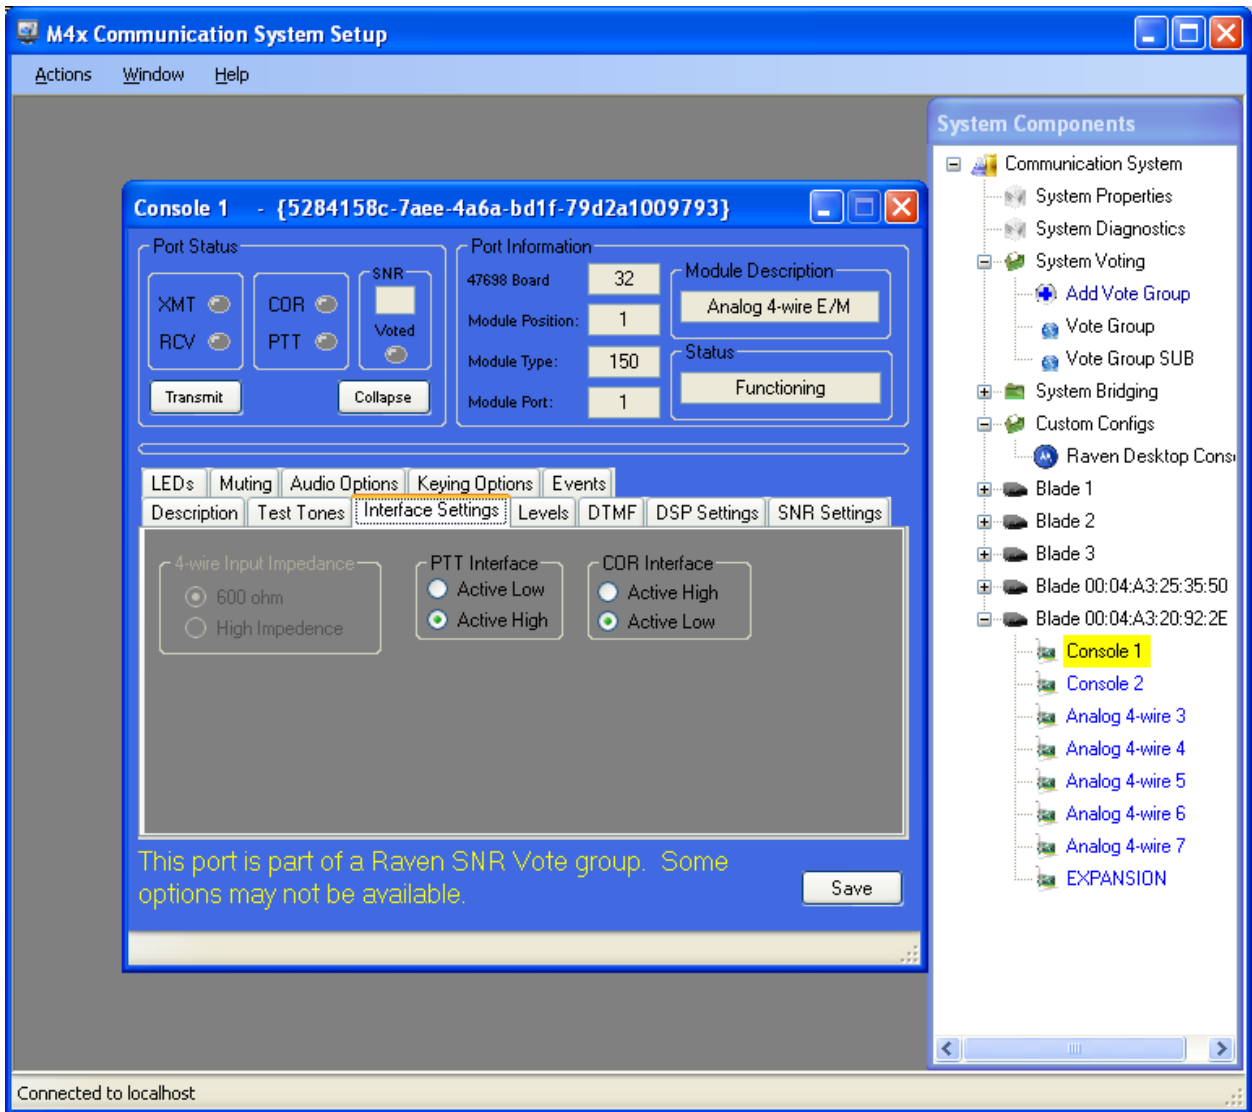 M4x Communication System Setup
Actions Window Help
System Components
Communication System
System Properties
System Diagnostics
System Voting
Add Vote Group
Vote Group
Vote Group SUB
System Bridging
Custom Configs
Raven Desktop Cons
Blade 1
Blade 2
Blade 3
Blade 00:04:A3:25:35:50
Blade 00:04:A3:20:92:2E
Console 1
Console 2
Analog 4-wire 3
Analog 4-wire 4
Analog 4-wire 5
Analog 4-wire 6
Analog 4-wire 7
EXPANSION
Console 1 - {5284158c-7aee-4a6a-bd1f-79d2a1009793}
Port Status
XMT
RCV
COR
PTT
SNR
Voted
Transmit
Collapse
Port Information
47698 Board 32
Module Position: 1
Module Type: 150
Module Port: 1
Module Description
Analog 4-wire E/M
Status
Functioning
LEDs Muting Audio Options Keying Options Events
Description Test Tones Interface Settings Levels DTMF DSP Settings SNR Settings
4-wire Input Impedance
600 ohm
High Impedence
PTT Interface
Active Low
Active High
COR Interface
Active High
Active Low
This port is part of a Raven SNR Vote group. Some
options may not be available.
Save
Connected to localhost